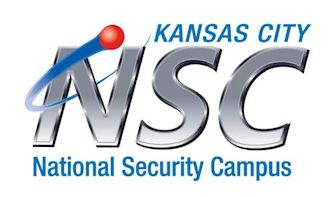 KANSAS CITY
NSC
National Security Campus